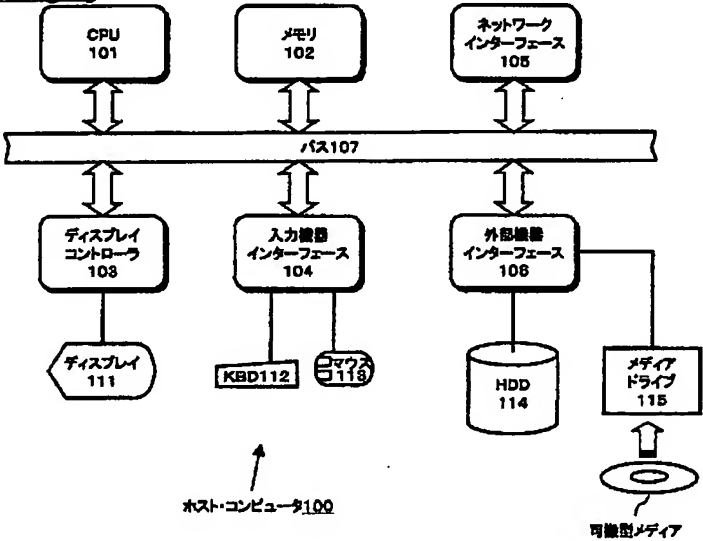 CPU
101
メモリ
102
ネットワーク
インターフェース
105
バス107
ディスプレイ
コントローラ
103
入力機器
インターフェース
104
外部機器
インターフェース
106
ディスプレイ
111
KBD112
マウス
113
HDD
114
メディア
ドライブ
115
ホスト・コンピュータ100
可搬型メディア